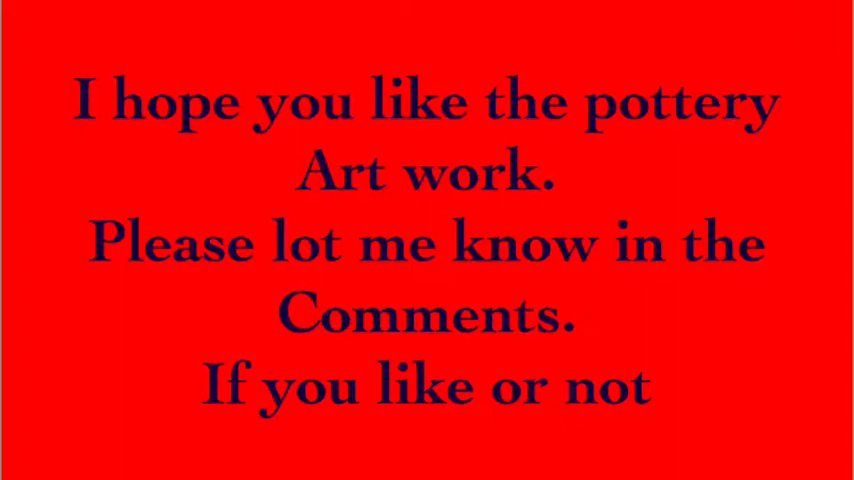 I hope you like the pottery
Art work.
Please lot me know in the
Comments.
If you like or not